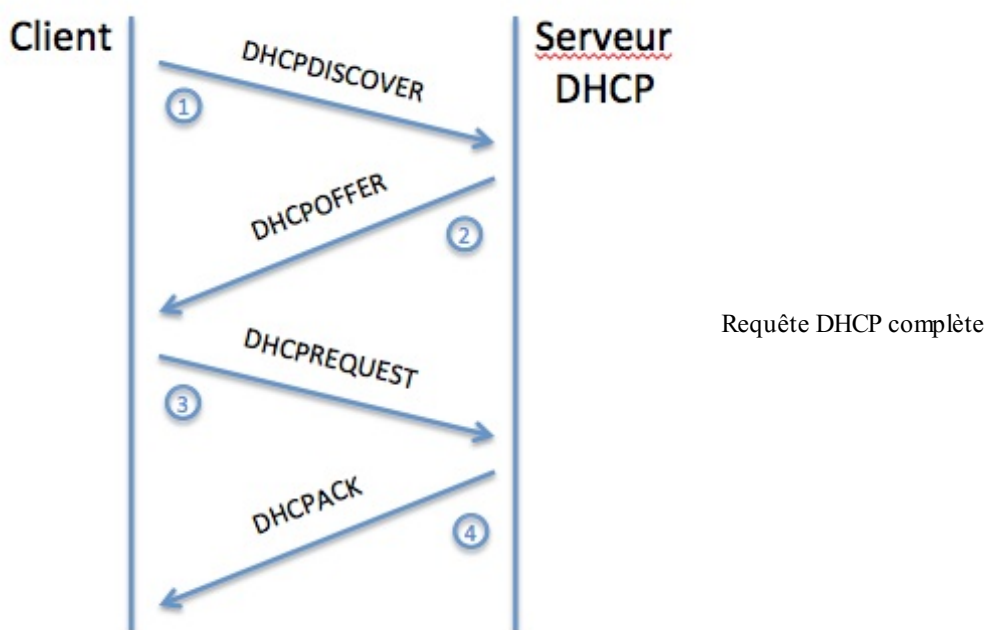 Client
Serveur
DHCP
DHCPDISCOVER
1
DHCPOFFER
2
Requête DHCP complète
DHCPREQUEST
3
DHCPACK
4